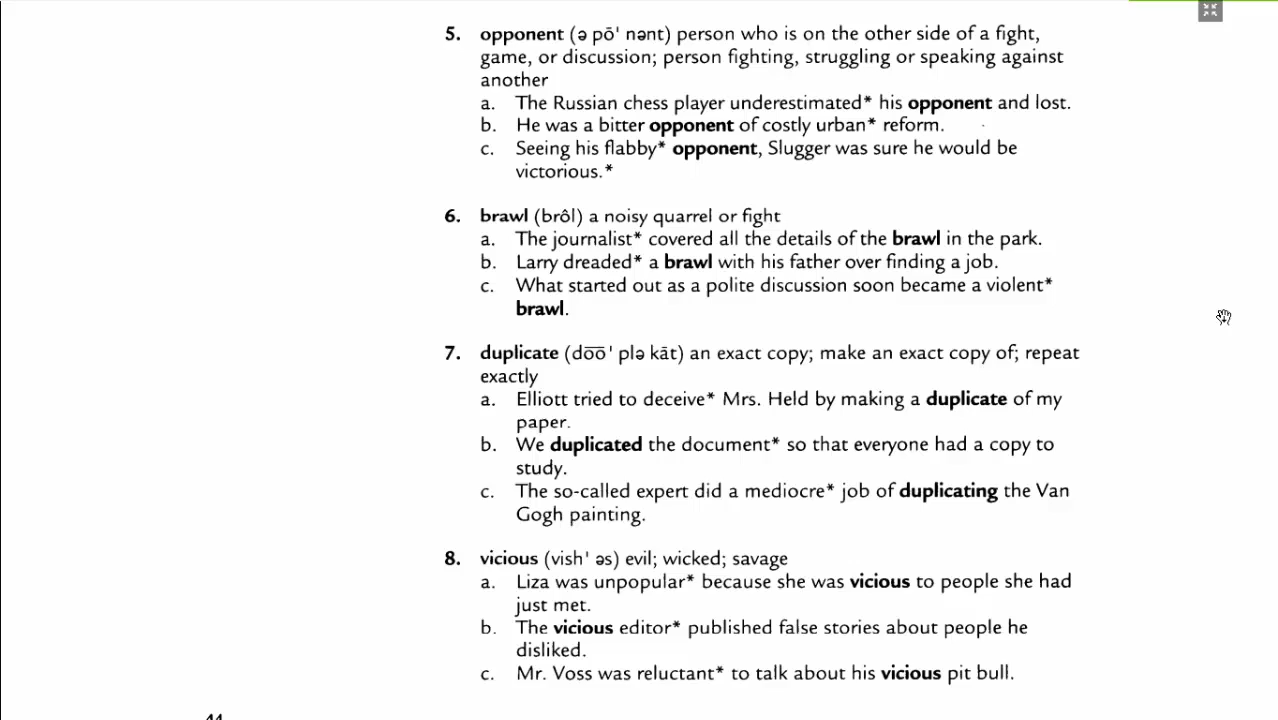 5. opponent (ə pō' nənt) person who is on the other side of a fight,
game, or discussion; person fighting, struggling or speaking against
another
a. The Russian chess player underestimated* his opponent and lost.
b. He was a bitter opponent of costly urban* reform.
c. Seeing his flabby* opponent, Slugger was sure he would be
victorious.*
6. brawl (brôl) a noisy quarrel or fight
a. The journalist* covered all the details of the brawl in the park.
b. Larry dreaded* a brawl with his father over finding a job.
c. What started out as a polite discussion soon became a violent*
brawl.
7. duplicate (do͞o' plə kāt) an exact copy; make an exact copy of; repeat
exactly
a. Elliott tried to deceive* Mrs. Held by making a duplicate of my
paper.
b. We duplicated the document* so that everyone had a copy to
study.
c. The so-called expert did a mediocre* job of duplicating the Van
Gogh painting.
8. vicious (vish' əs) evil; wicked; savage
a. Liza was unpopular* because she was vicious to people she had
just met.
b. The vicious editor* published false stories about people he
disliked.
c. Mr. Voss was reluctant* to talk about his vicious pit bull.